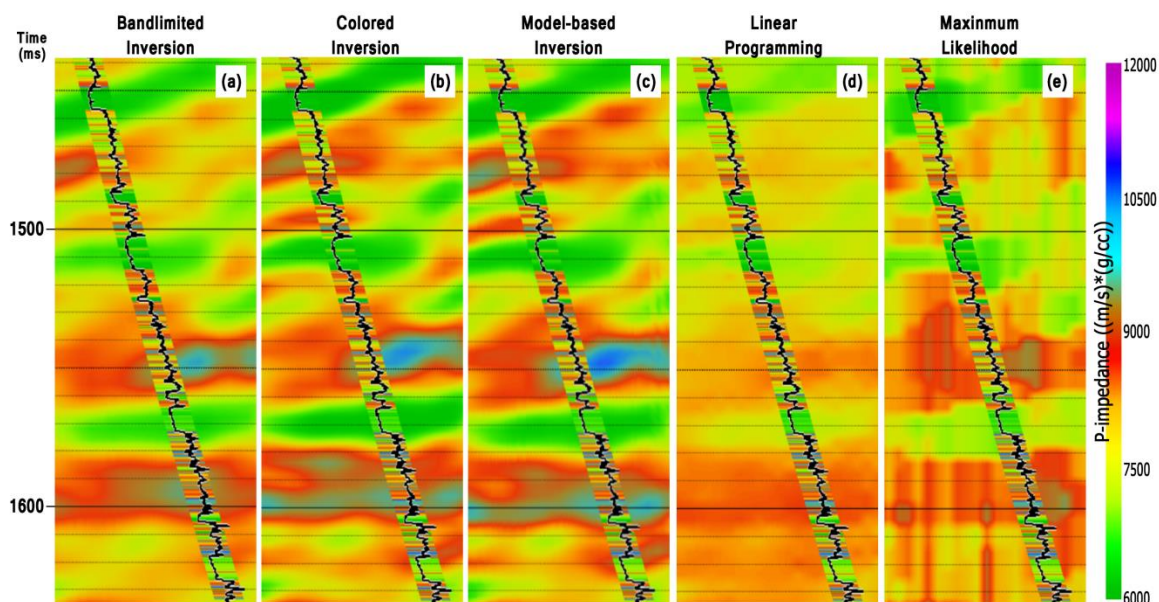 Bandlimited
Inversion
Colored
Inversion
Model-based
Inversion
Linear
Programming
Maxinmum
Likelihood
Time
(ms)
(a)
(b)
(c)
(d)
(e)
1500
1600
12000
10500
9000
7500
6000
P-impedance ((m/s)*(g/cc))